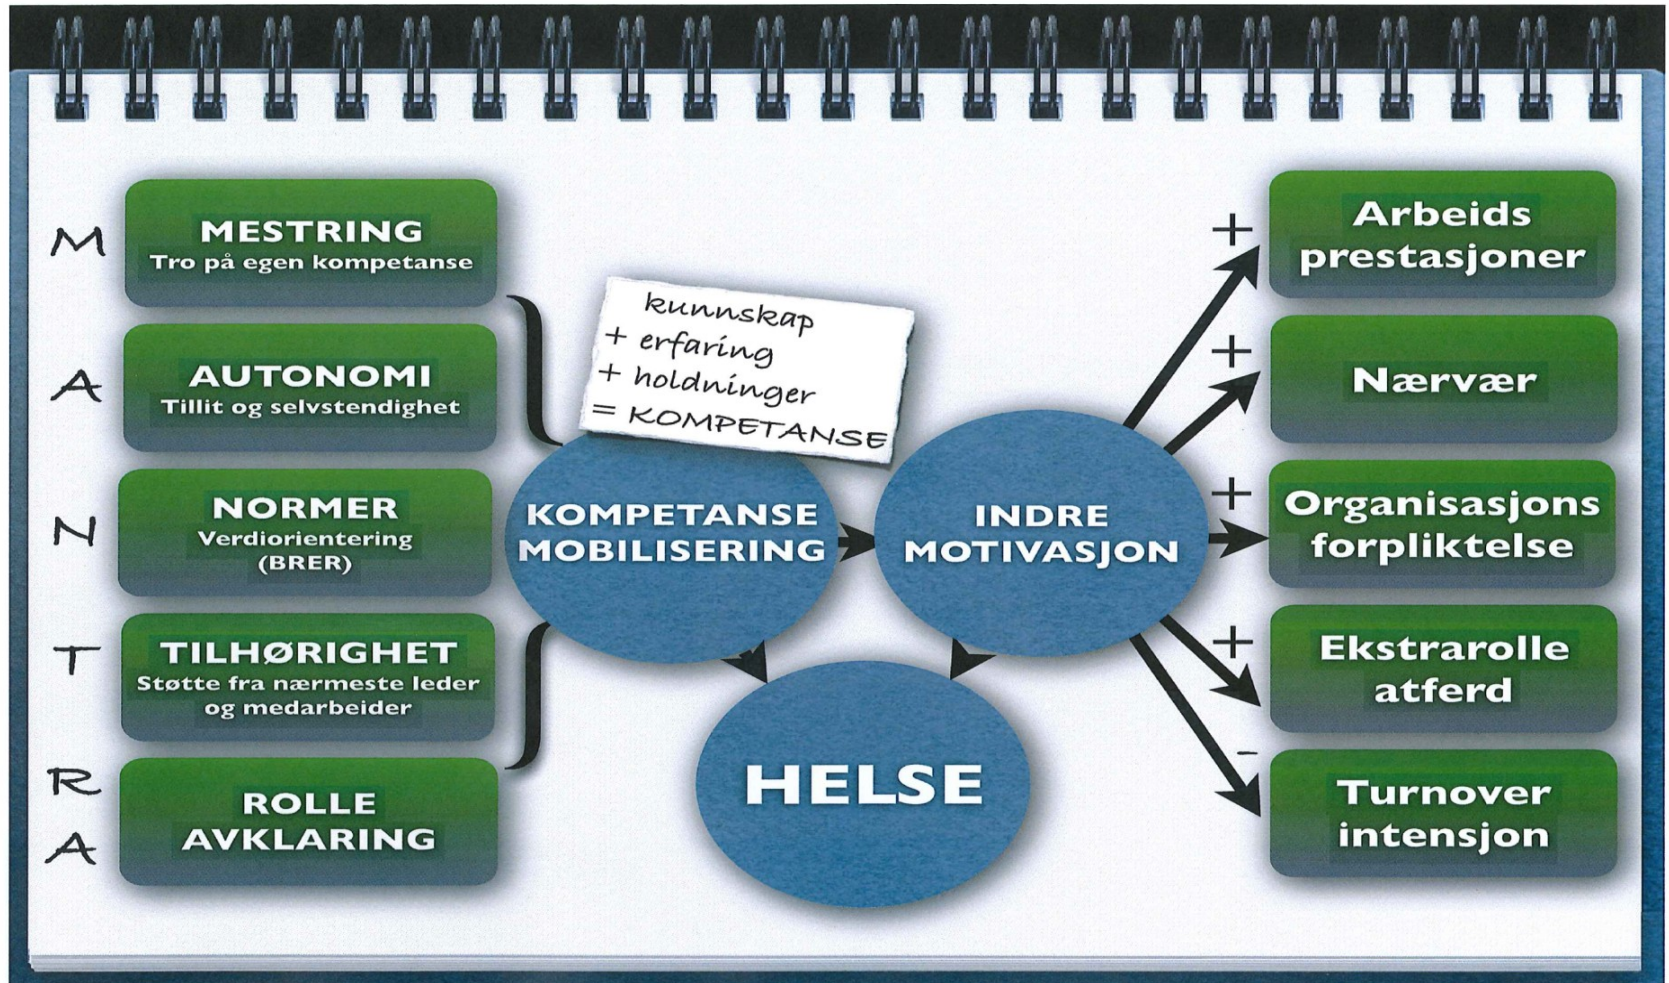 M
MESTRING
Tro på egen kompetanse
A
AUTONOMI
Tillit og selvstendighet
N
NORMER
Verdiorientering
(BRER)
T
TILHØRIGHET
Støtte fra nærmeste leder
og medarbeider
R
A
ROLLE
AVKLARING
kunnskap
+ erfaring
+ holdninger
= KOMPETANSE
KOMPETANSE
MOBILISERING
INDRE
MOTIVASJON
HELSE
+
Arbeids
prestasjoner
+
Nærvær
+
Organisasjons
forpliktelse
+
Ekstrarolle
atferd
-
Turnover
intensjon